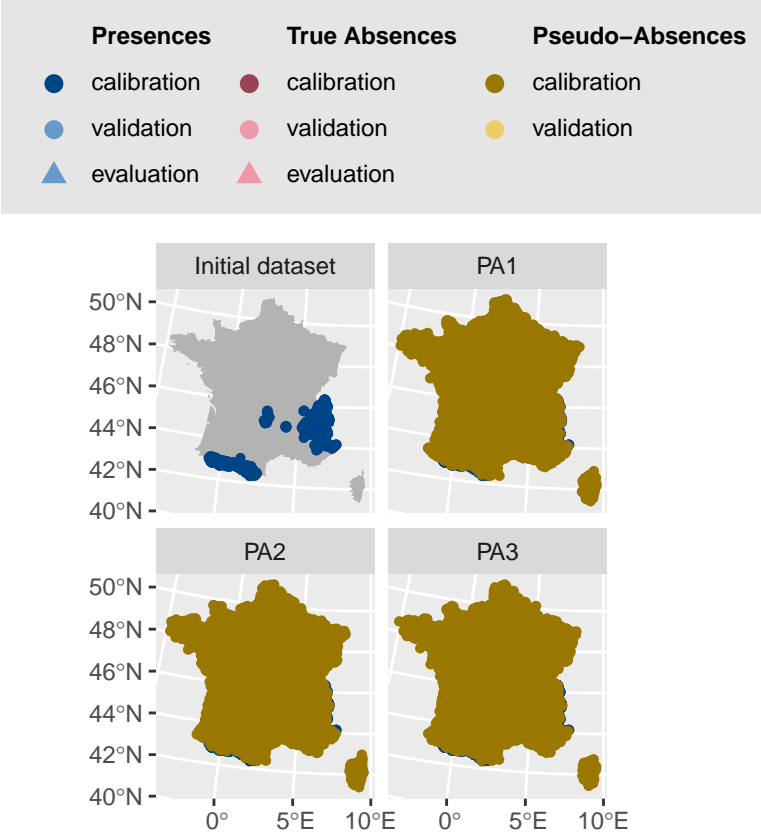 Presences True Absences Pseudo−Absences
calibration calibration calibration
validation validation validation
evaluation evaluation
Initial dataset PA1
50°N
48°N
46°N
44°N
42°N
40°N
PA2 PA3
50°N
48°N
46°N
44°N
42°N
40°N
0° 5°E 10°E 0° 5°E 10°E